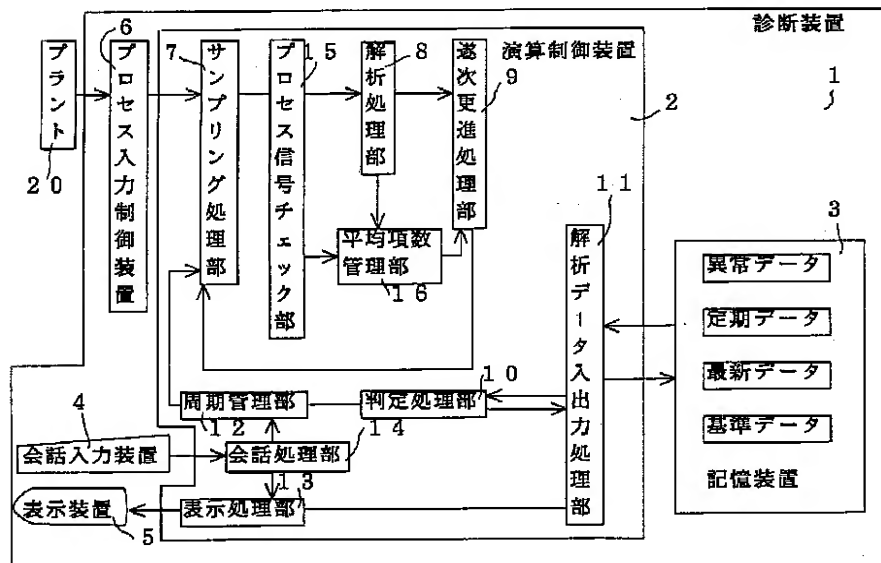 診断装置
1
プラント
20
6
プロセス入力制御装置
7
サンプリング処理部
15
プロセス信号チェック部
8
解析処理部
逐次更進処理部
9
演算制御装置
2
平均項数
管理部
16
11
解析データ入出力処理部
3
異常データ
定期データ
最新データ
基準データ
記憶装置
10
周期管理部
12
判定処理部
4
会話入力装置
会話処理部
14
13
表示装置
5
表示処理部